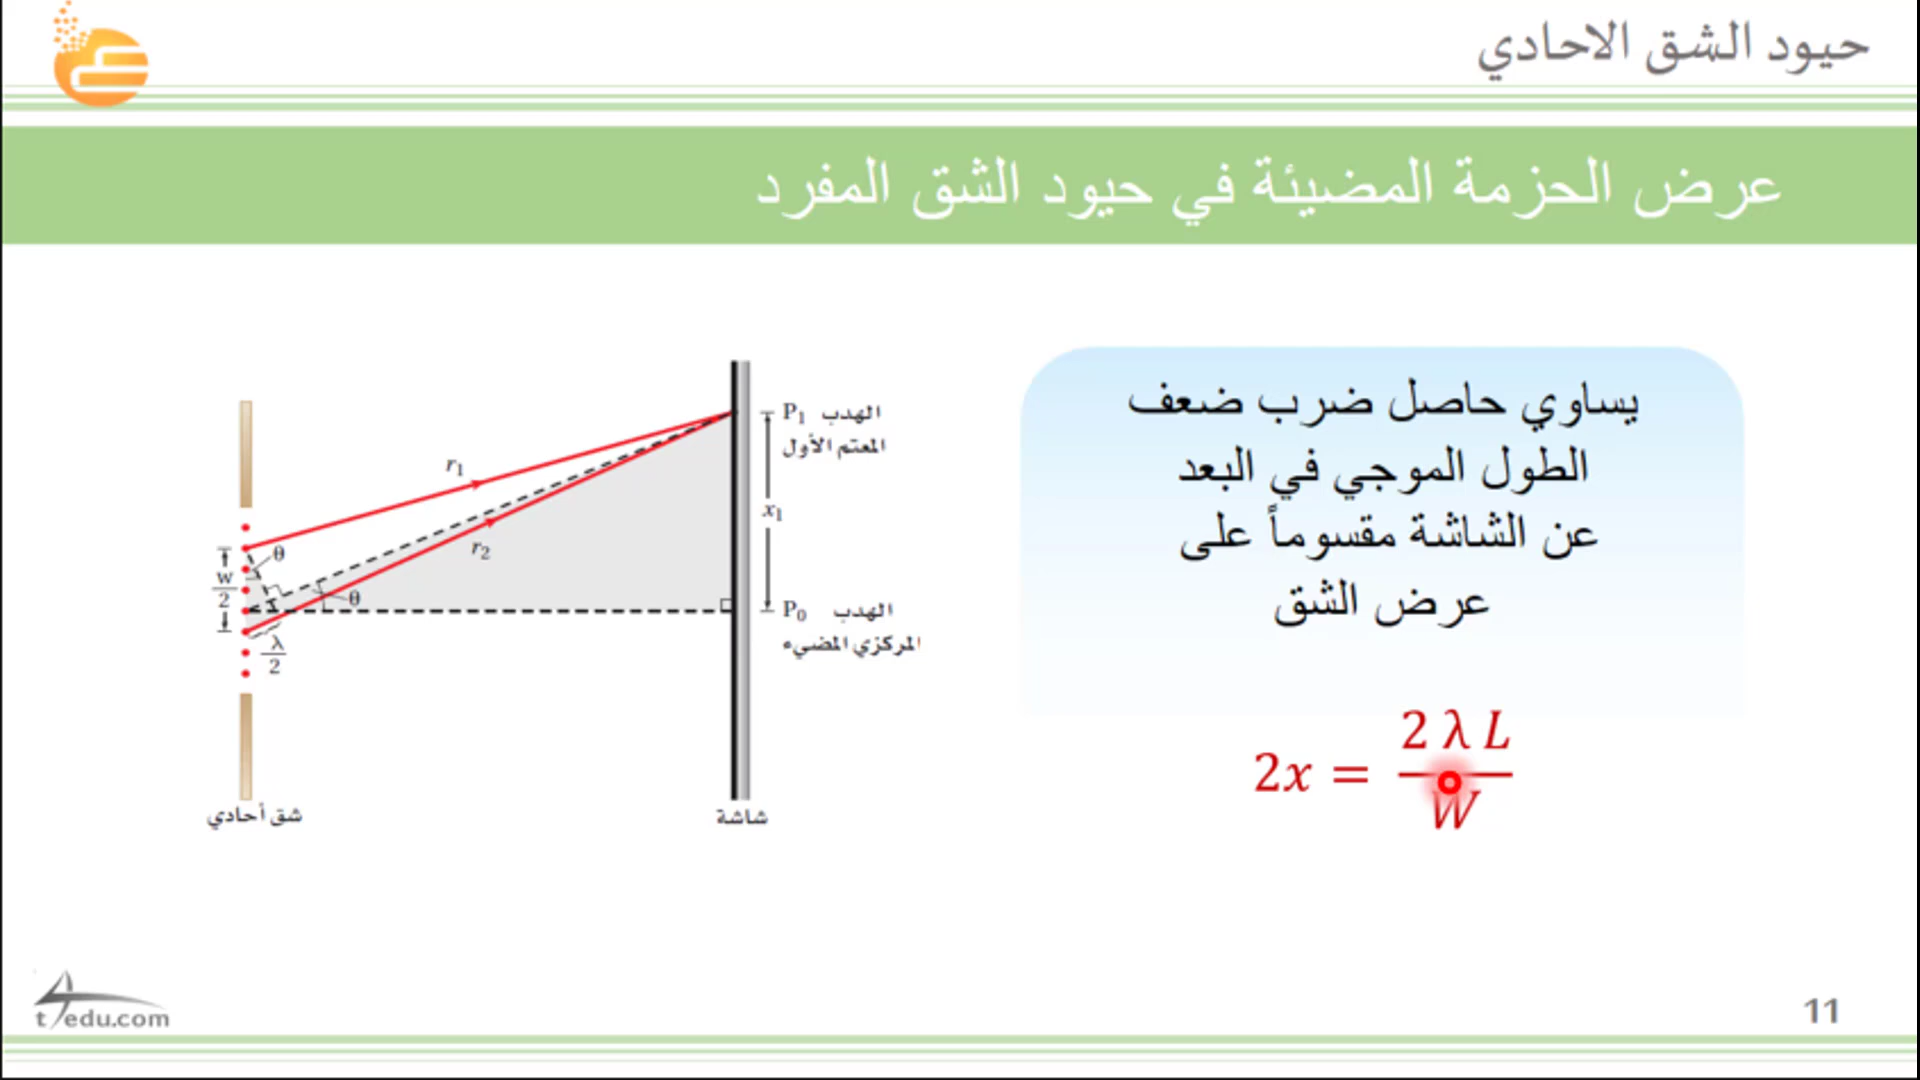 حيود الشق الاحادي
عرض الحزمة المضيئة في حيود الشق المفرد
يساوي حاصل ضرب ضعف
الطول الموجي في البعد
عن الشاشة مقسوماً على
عرض الشق
2x = 2 λ L / W
P₁ الهدب
المعتم الأول
r₁
x₁
r₂
θ
w/2
θ
P₀ الهدب
المركزي المضيء
λ/2
شق أحادي
شاشة
t4edu.com
11